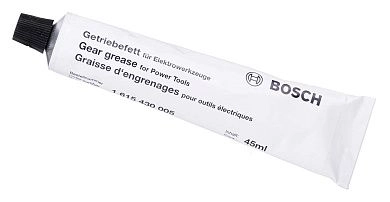 Getriebefett für Elektrowerkzeuge
Gear grease for Power Tools
Graisse d'engrenages pour outils électriques
BOSCH
1 615 430 005
45ml